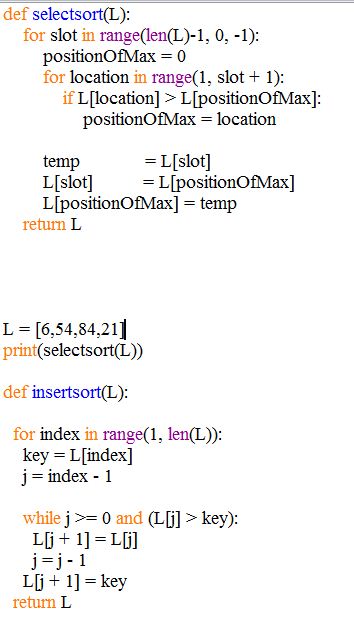 def selectsort(L):
    for slot in range(len(L)-1, 0, -1):
        positionOfMax = 0
        for location in range(1, slot + 1):
            if L[location] > L[positionOfMax]:
                positionOfMax = location
        temp            = L[slot]
        L[slot]         = L[positionOfMax]
        L[positionOfMax] = temp
    return L
L = [6,54,84,21]
print(selectsort(L))
def insertsort(L):
  for index in range(1, len(L)):
    key = L[index]
    j = index - 1
    while j >= 0 and (L[j] > key):
      L[j + 1] = L[j]
      j = j - 1
    L[j + 1] = key
  return L